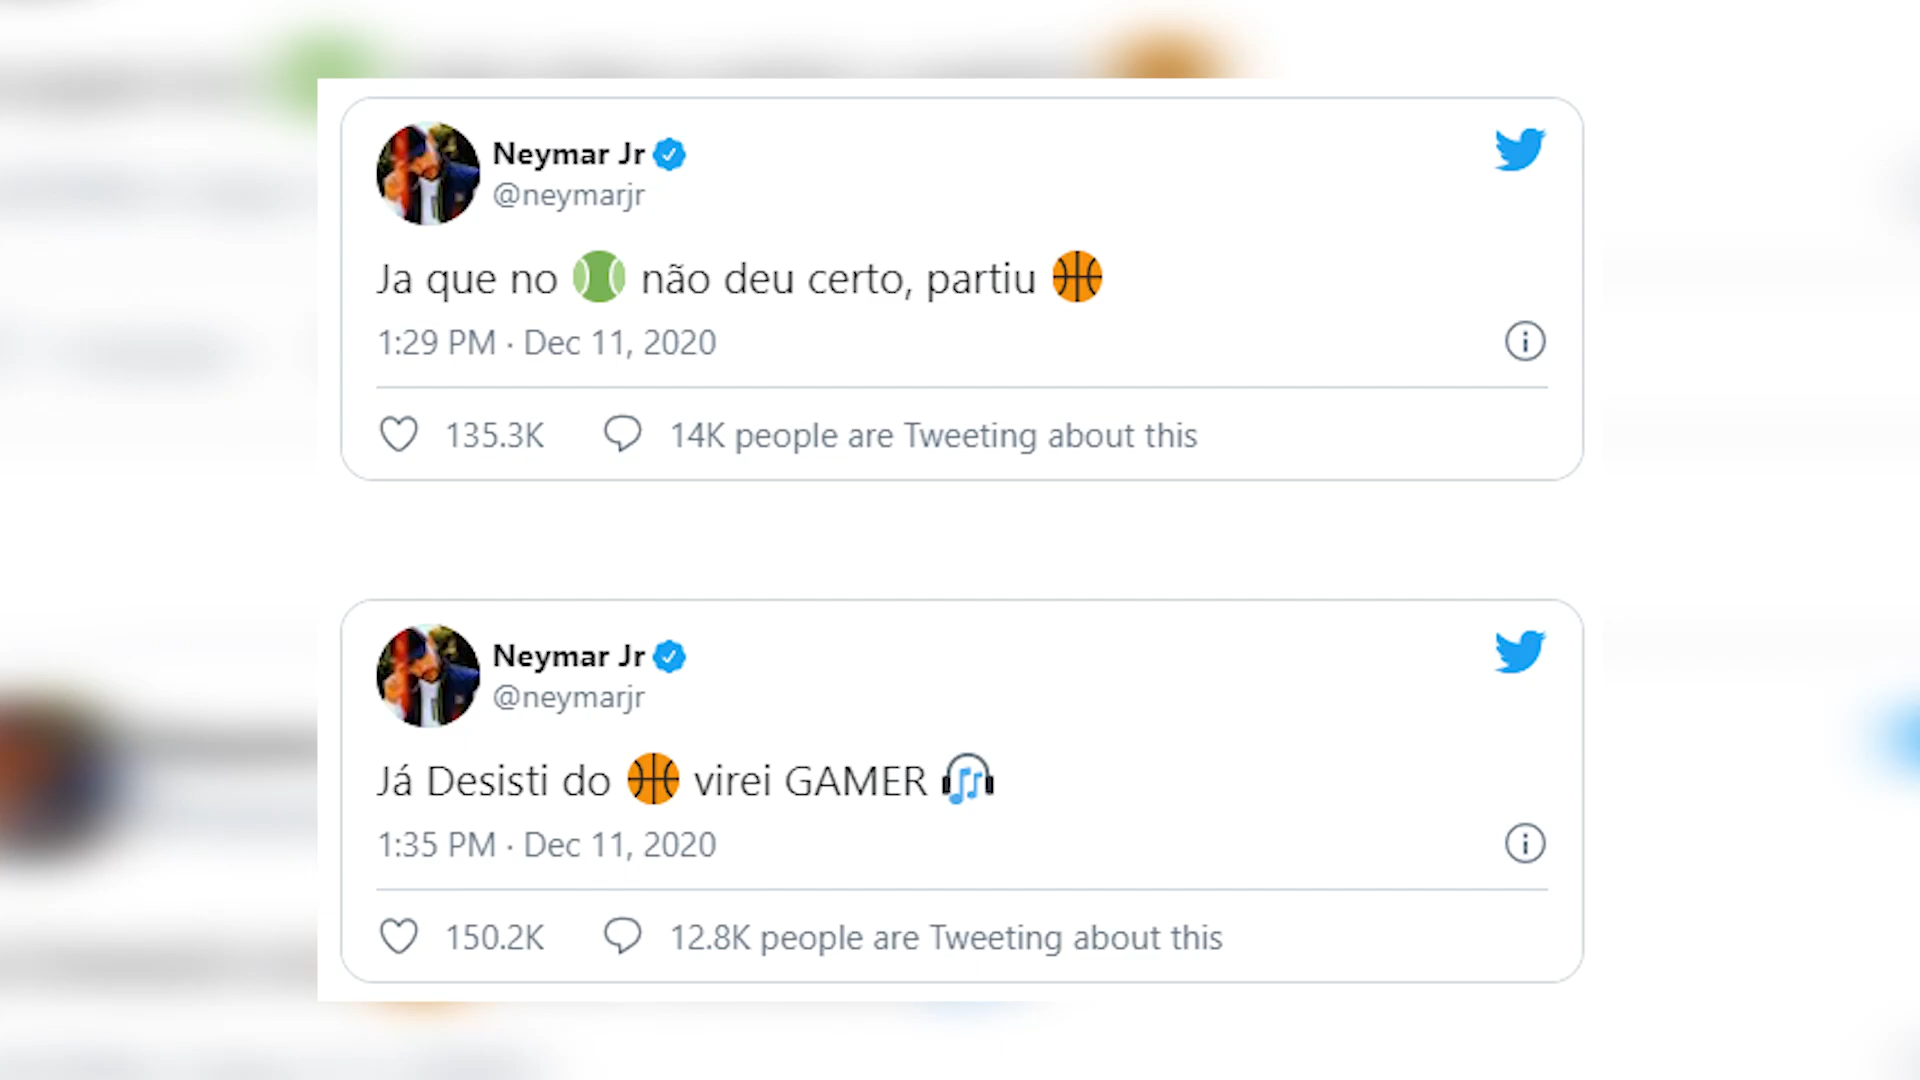 Neymar Jr
@neymarjr
Ja que no 🎾 não deu certo, partiu 🏀
1:29 PM · Dec 11, 2020
135.3K 14K people are Tweeting about this
Neymar Jr
@neymarjr
Já Desisti do 🏀 virei GAMER 🎧
1:35 PM · Dec 11, 2020
150.2K 12.8K people are Tweeting about this